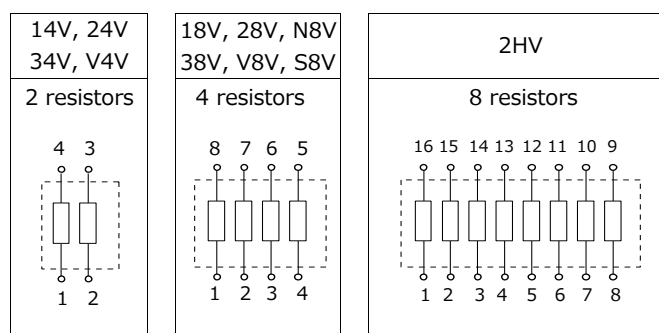 14V, 24V
34V, V4V
2 resistors
4 3
1 2
18V, 28V, N8V
38V, V8V, S8V
4 resistors
8 7 6 5
1 2 3 4
2HV
8 resistors
16 15 14 13 12 11 10 9
1 2 3 4 5 6 7 8